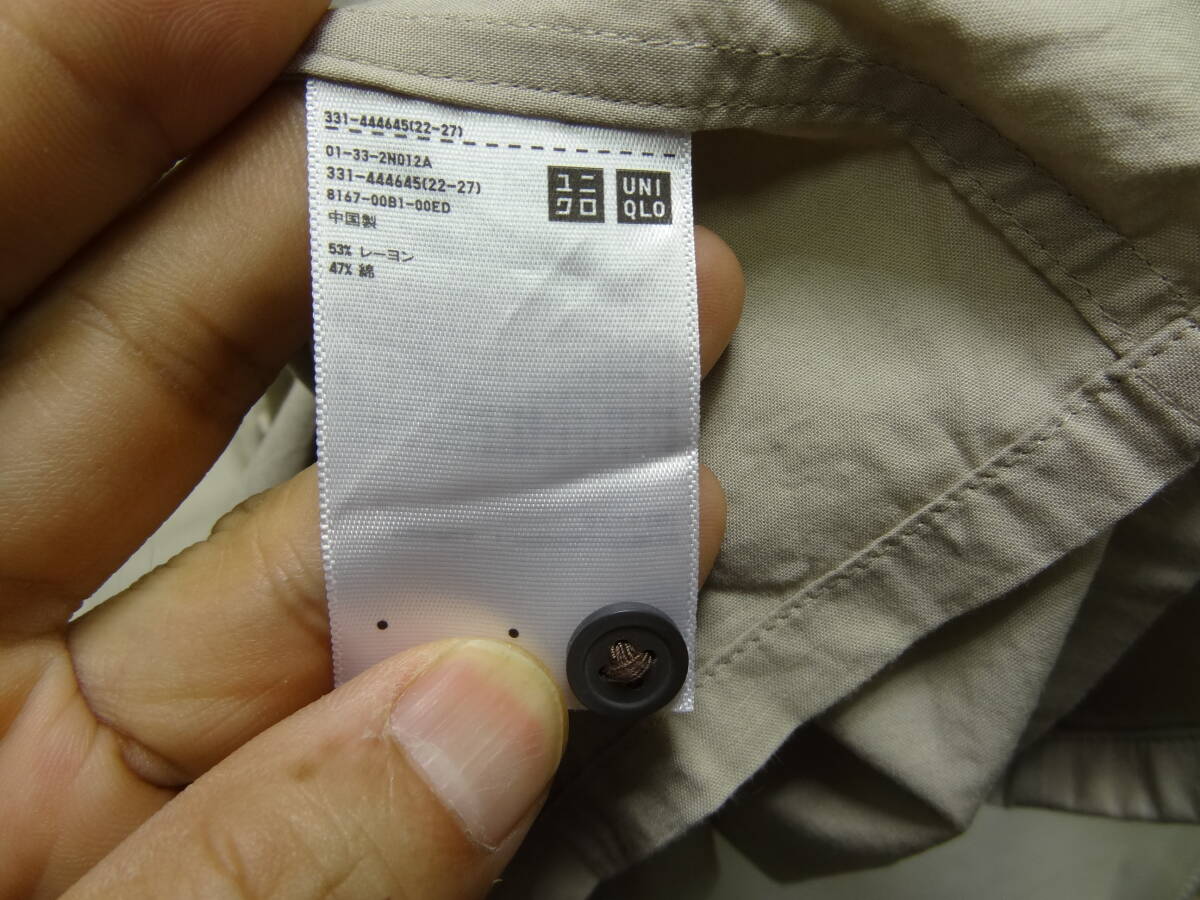 331-444645(22-27)
01-33-2N012A
331-444645(22-27)
8167-00B1-00ED
中国製
53% レーヨン
47% 綿
ユニ
クロ
UNI
QLO